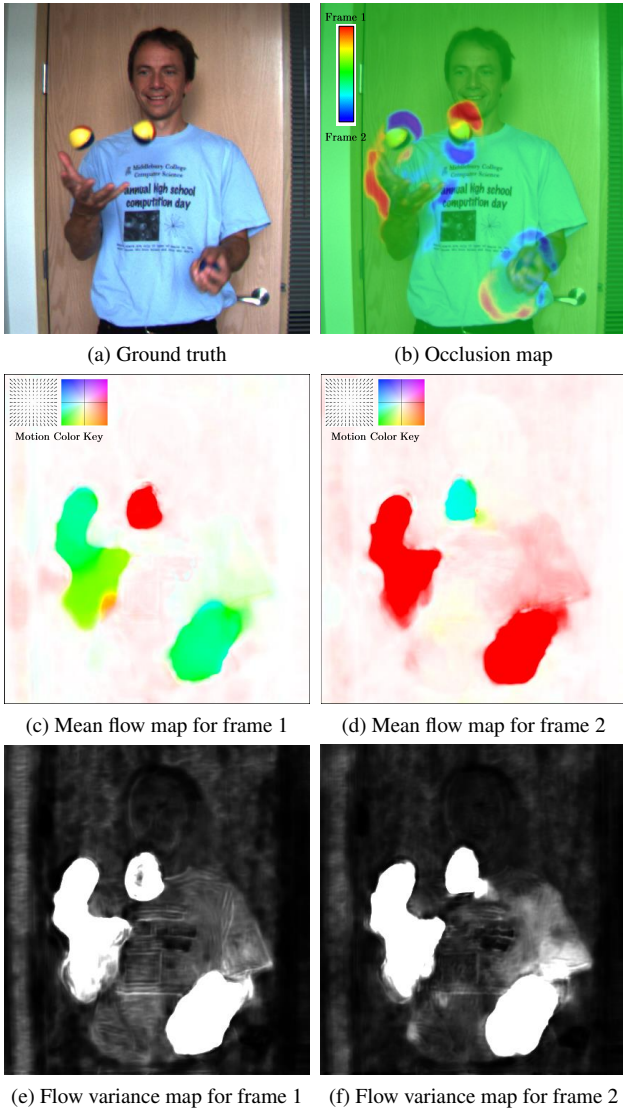 Middlebury College
Computer Science
annual high school
computition day
Frame 1
Frame 2
(a) Ground truth
(b) Occlusion map
Motion Color Key
Motion Color Key
(c) Mean flow map for frame 1
(d) Mean flow map for frame 2
(e) Flow variance map for frame 1
(f) Flow variance map for frame 2